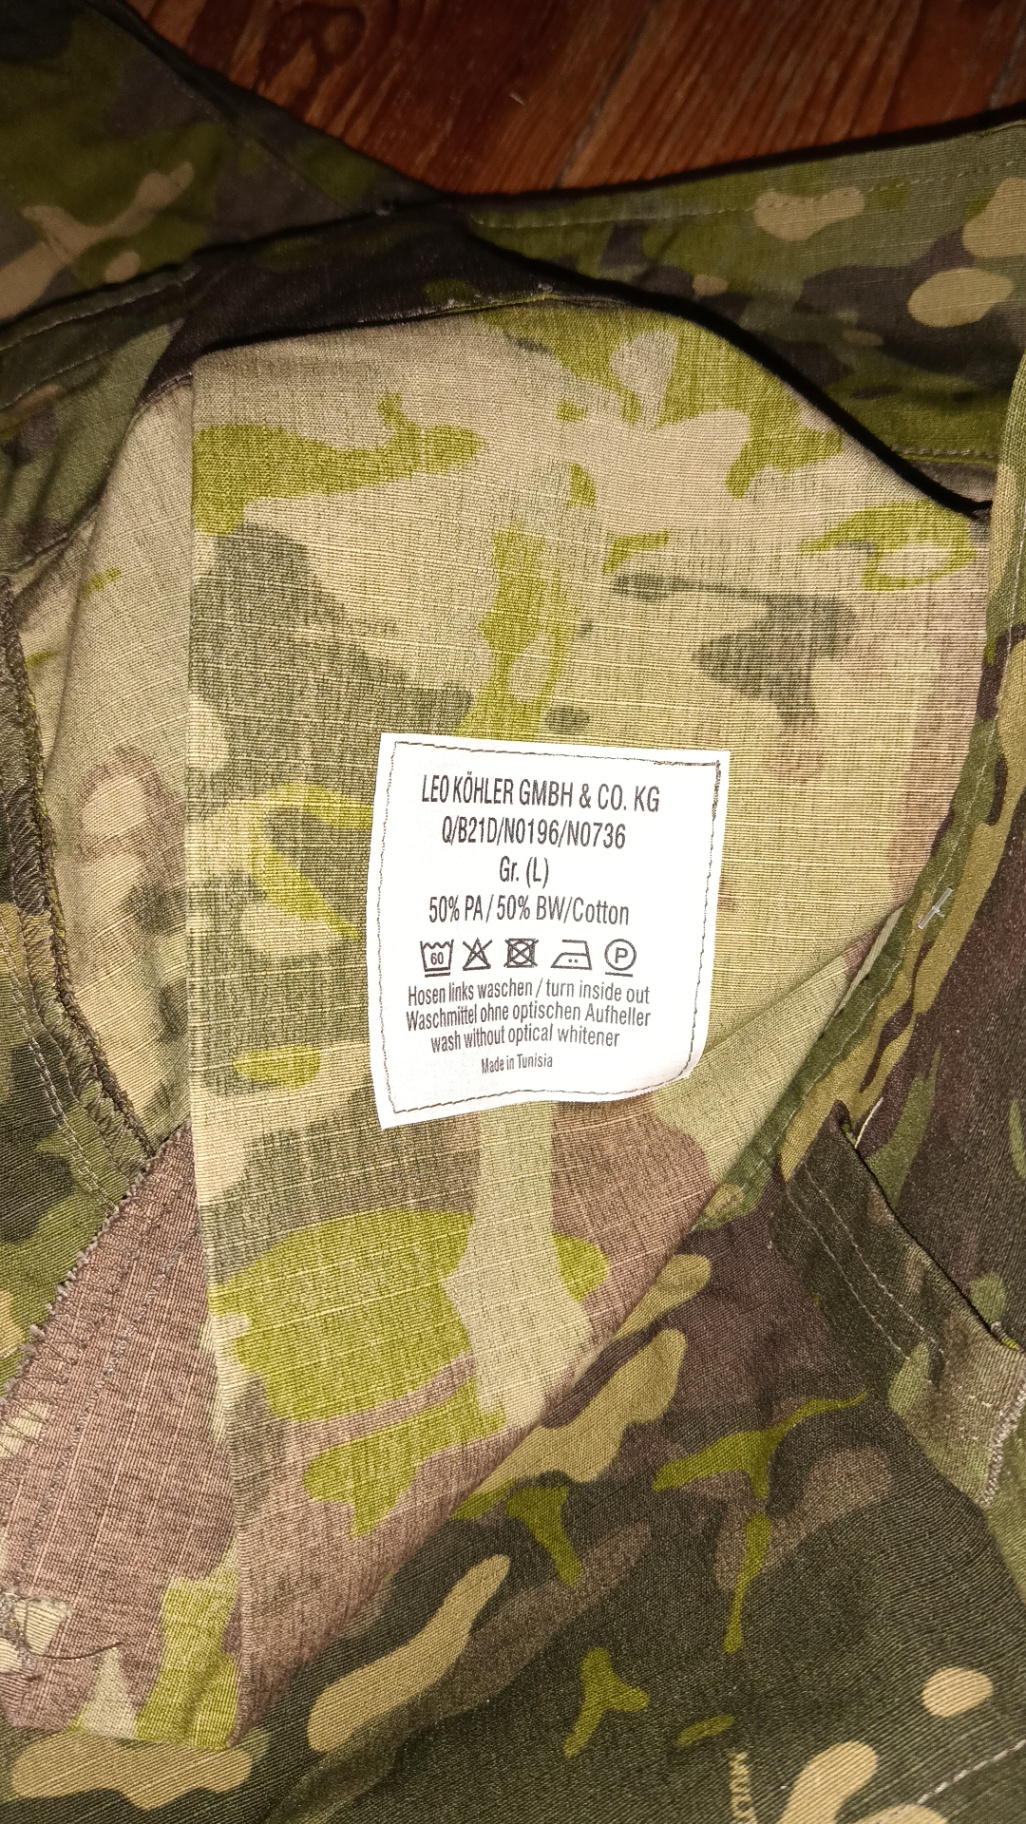 LEO KÖHLER GMBH & CO. KG
Q/B21D/N0196/N0736
Gr. (L)
50% PA / 50% BW/Cotton
60 P
Hosen links waschen / turn inside out
Waschmittel ohne optischen Aufheller
wash without optical whitener
Made in Tunisia